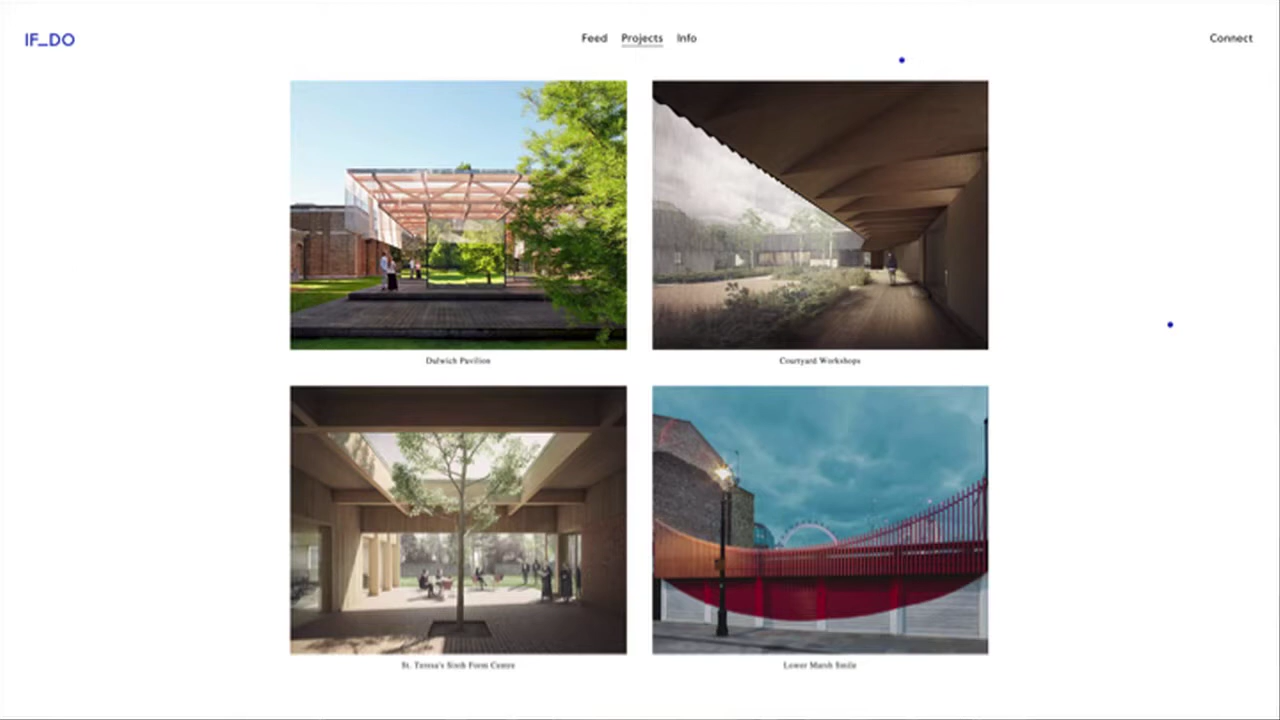 IF_DO
Feed Projects Info
Connect
Dulwich Pavilion
Courtyard Workshops
St. Teresa's Sixth Form Centre
Lower Marsh Smile